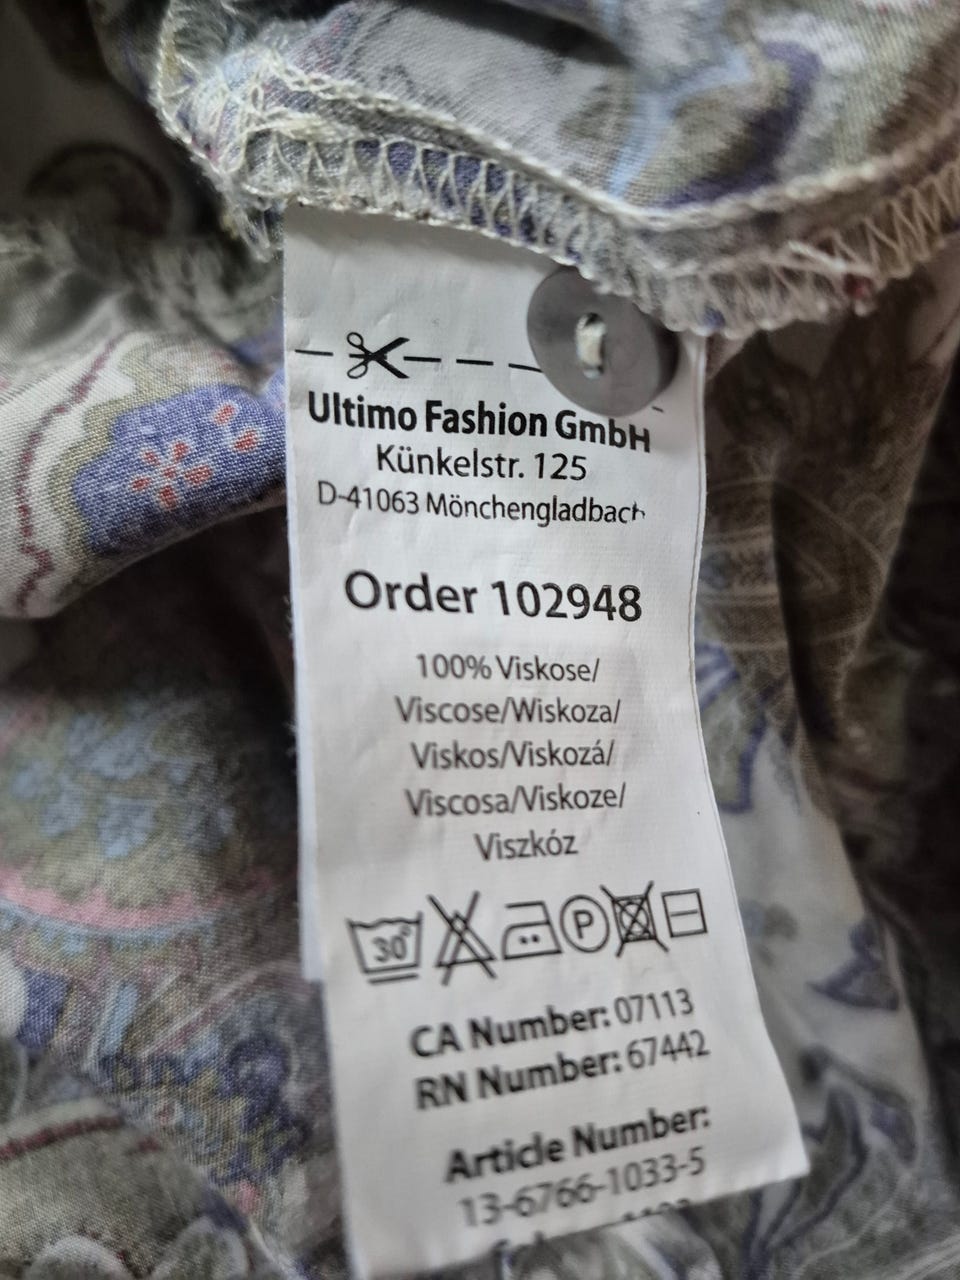 Ultimo Fashion GmbH
Künkelstr. 125
D-41063 Mönchengladbach
Order 102948
100% Viskose/
Viscose/Wiskoza/
Viskos/Viskozá/
Viscosa/Viskoze/
Viszkóz
30°
P
CA Number: 07113
RN Number: 67442
Article Number:
13-6766-1033-5